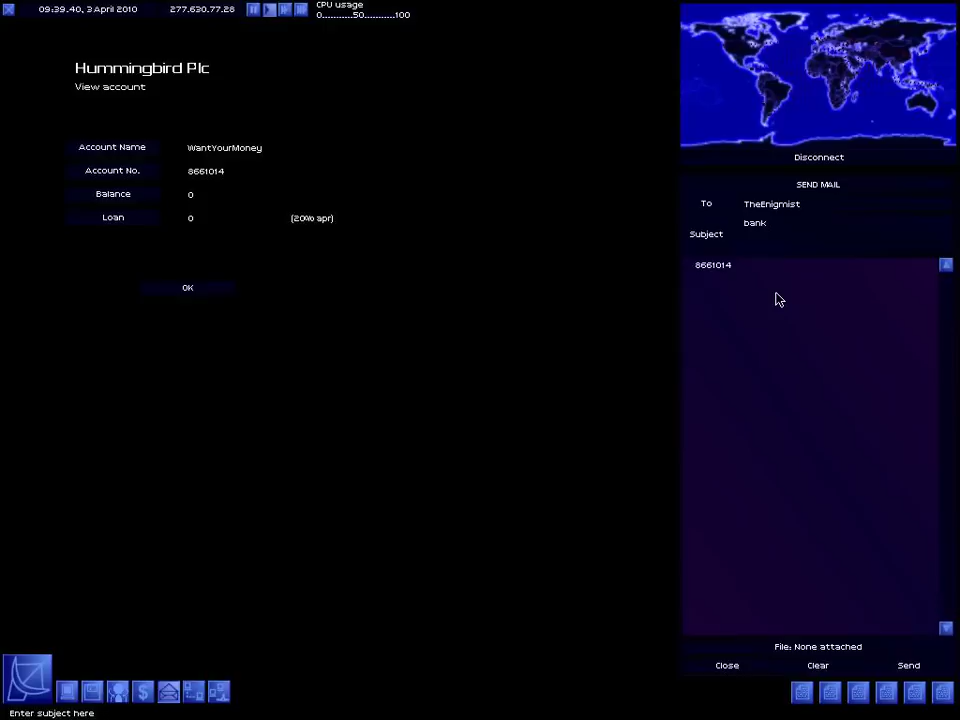 09:39.40, 3 April 2010
277.630.77.28
CPU usage
0..........50..........100
Hummingbird Plc
View account
Account Name WantYourMoney
Account No. 8661014
Balance 0
Loan 0 (20% apr)
OK
Disconnect
SEND MAIL
To TheEnigmist
bank
Subject
8661014
File: None attached
Close Clear Send
Enter subject here